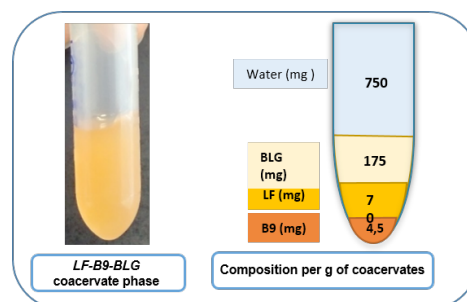 Water (mg )
750
BLG
(mg)
175
LF (mg)
7
0
B9 (mg)
4,5
LF-B9-BLG
coacervate phase
Composition per g of coacervates